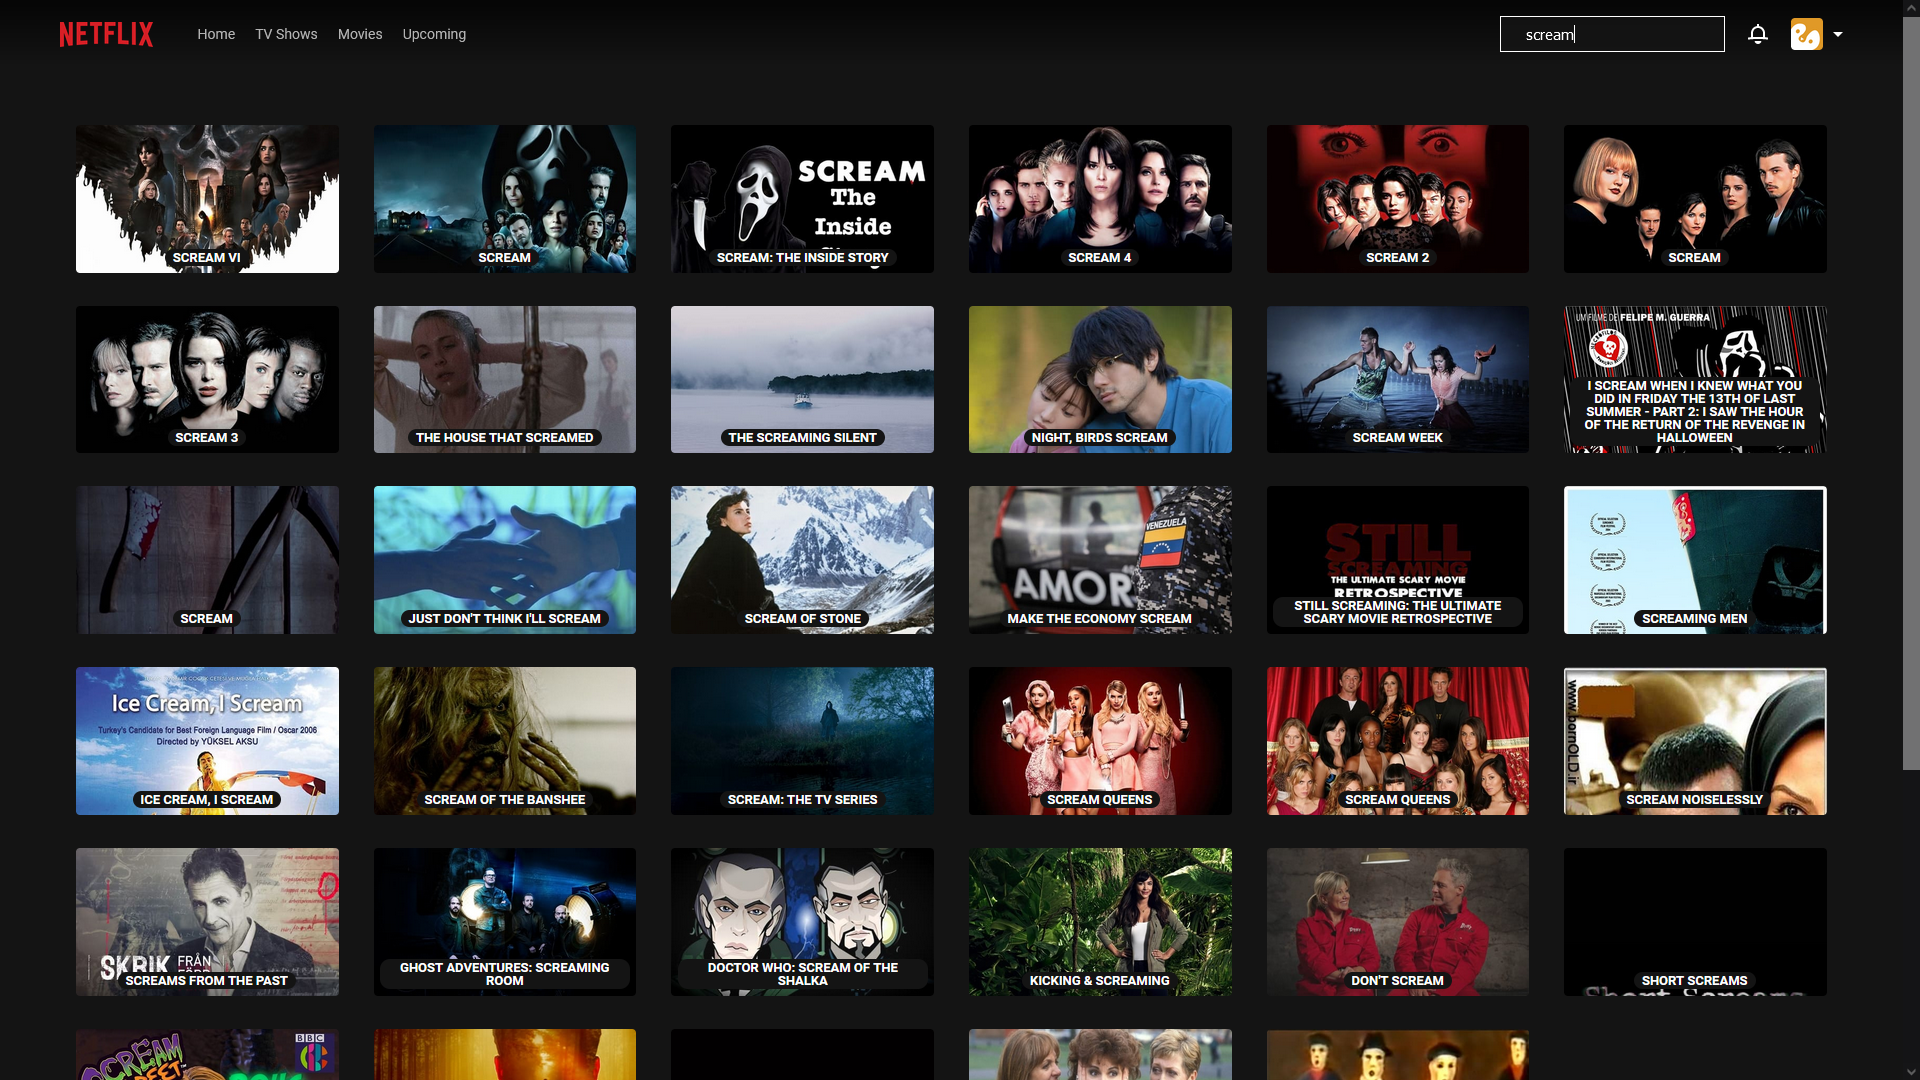 NETFLIX
Home
TV Shows
Movies
Upcoming
scream
SCREAM VI
SCREAM
SCREAM
The
Inside
SCREAM: THE INSIDE STORY
SCREAM 4
SCREAM 2
SCREAM
SCREAM 3
THE HOUSE THAT SCREAMED
THE SCREAMING SILENT
NIGHT, BIRDS SCREAM
SCREAM WEEK
UM FILME DE FELIPE M. GUERRA
I SCREAM WHEN I KNEW WHAT YOU
DID IN FRIDAY THE 13TH OF LAST
SUMMER - PART 2: I SAW THE HOUR
OF THE RETURN OF THE REVENGE IN
HALLOWEEN
SCREAM
JUST DON'T THINK I'LL SCREAM
SCREAM OF STONE
VENEZUELA
AMOR
MAKE THE ECONOMY SCREAM
STILL
SCREAMING
THE ULTIMATE SCARY MOVIE
RETROSPECTIVE
STILL SCREAMING: THE ULTIMATE
SCARY MOVIE RETROSPECTIVE
SCREAMING MEN
Ice Cream, I Scream
Turkey's Candidate for Best Foreign Language Film / Oscar 2006
Directed by YÜKSEL AKSU
ICE CREAM, I SCREAM
SCREAM OF THE BANSHEE
SCREAM: THE TV SERIES
SCREAM QUEENS
SCREAM QUEENS
www.bornOLD.ir
SCREAM NOISELESSLY
SKRIK FRÅN
SCREAMS FROM THE PAST
GHOST ADVENTURES: SCREAMING
ROOM
DOCTOR WHO: SCREAM OF THE
SHALKA
KICKING & SCREAMING
DON'T SCREAM
SHORT SCREAMS
Short Screams
SCREAM
BBC